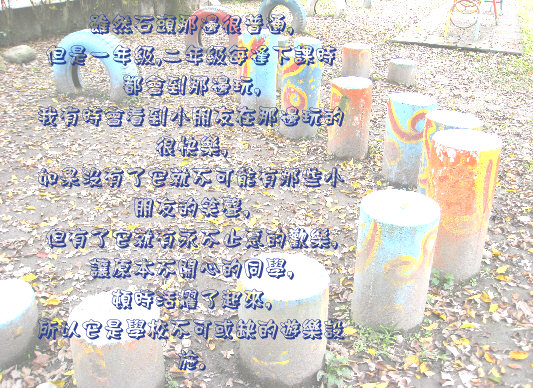 雖然石頭那裡很普通,
但是一年級,二年級每逢下課時
都會到那裡玩,
我有時會看到小朋友在那裡玩的
很快樂,
如果沒有了它就不可能有那些小
朋友的笑聲,
但有了它就有永不止息的歡樂,
讓原本不開心的同學,
頓時活躍了起來,
所以它是學校不可或缺的遊樂設
施。